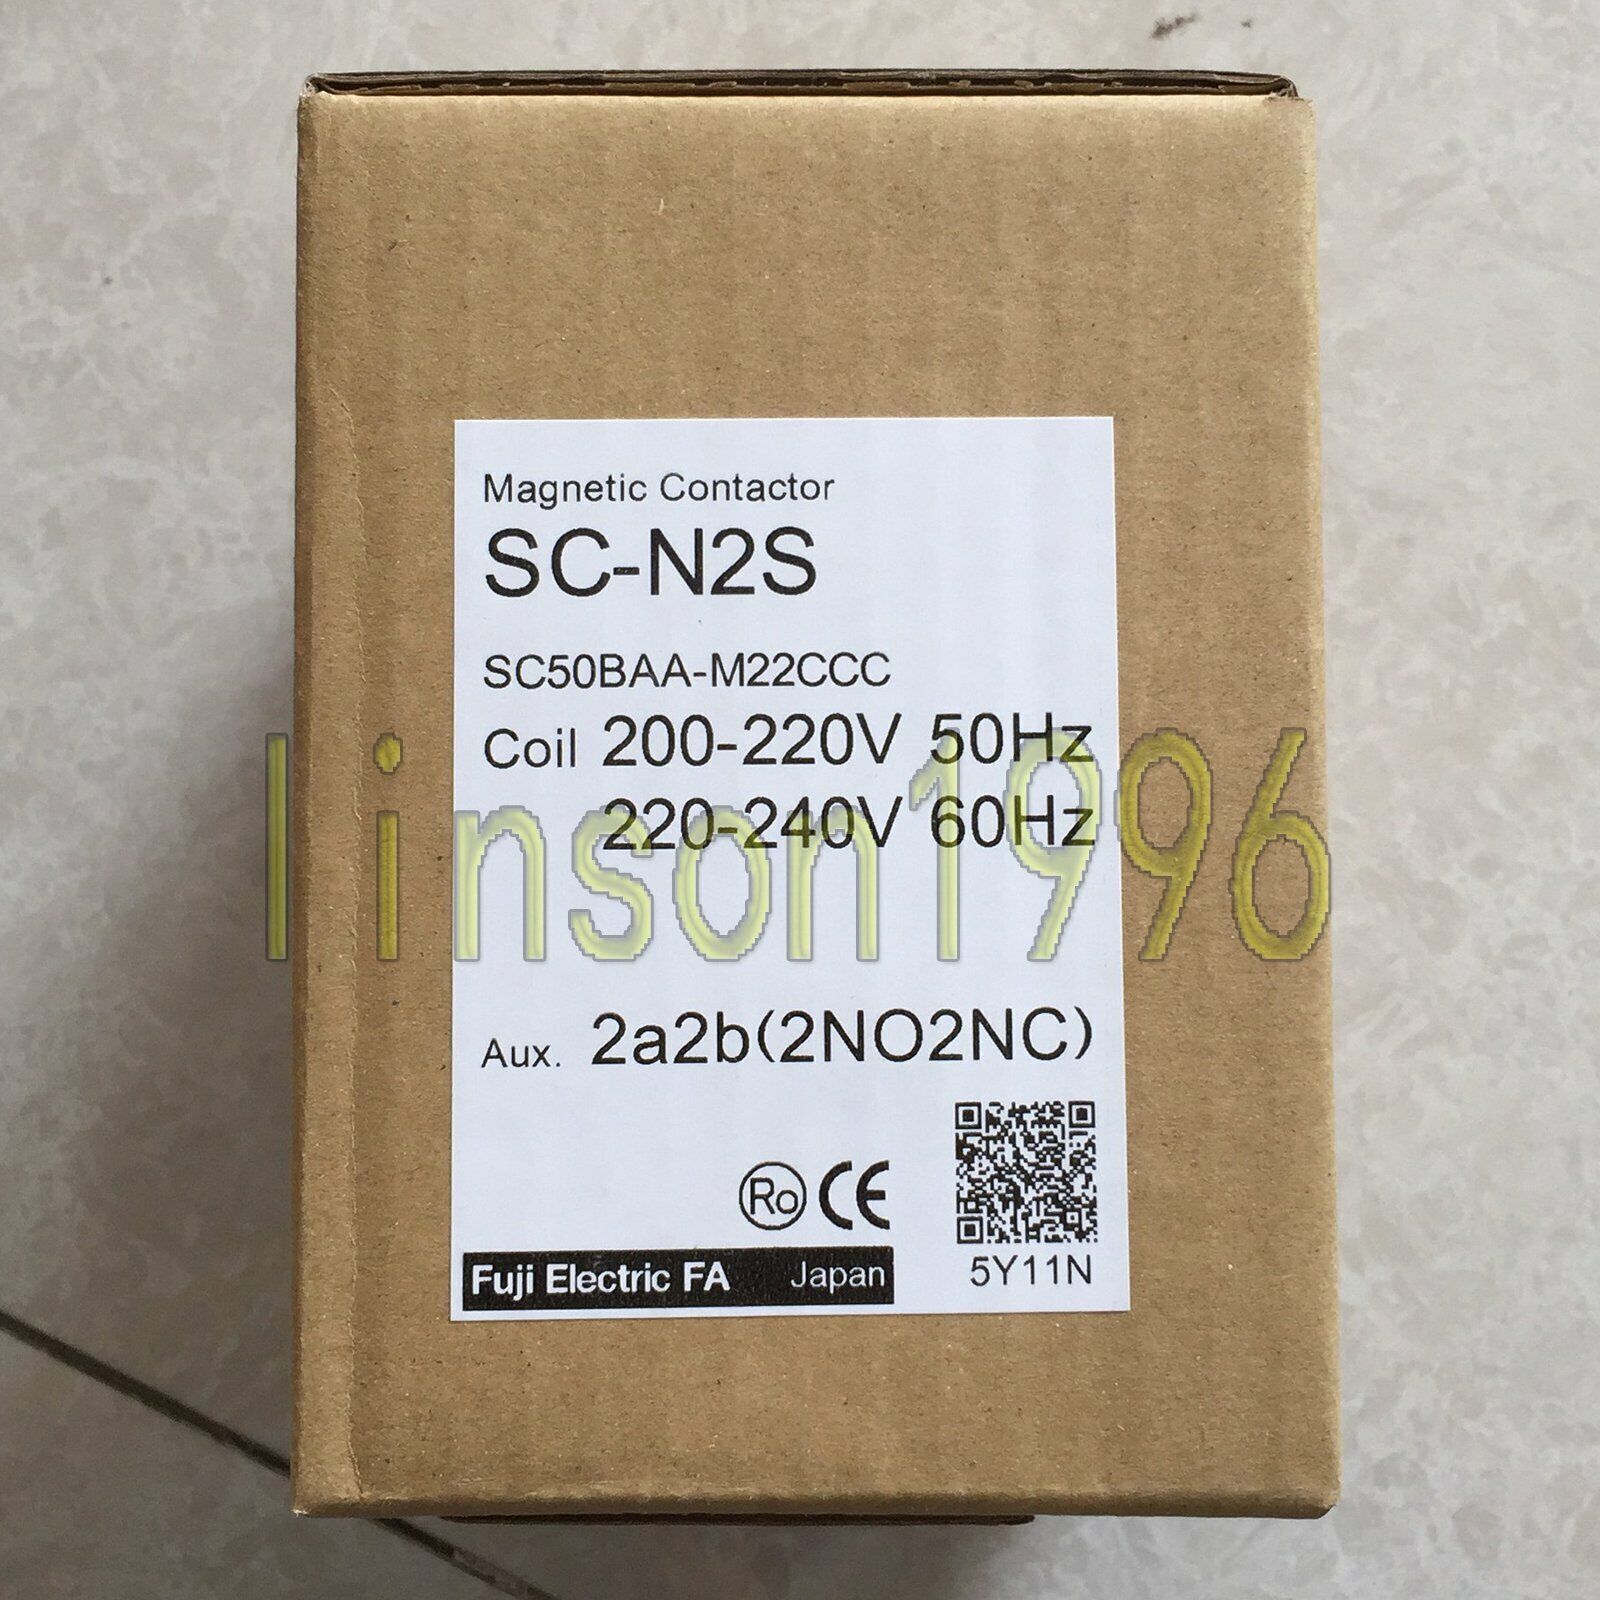 Magnetic Contactor
SC-N2S
SC50BAA-M22CCC
Coil 200-220V 50Hz
220-240V 60Hz
linson1996
Aux. 2a2b(2NO2NC)
Ro CE
Fuji Electric FA Japan
5Y11N